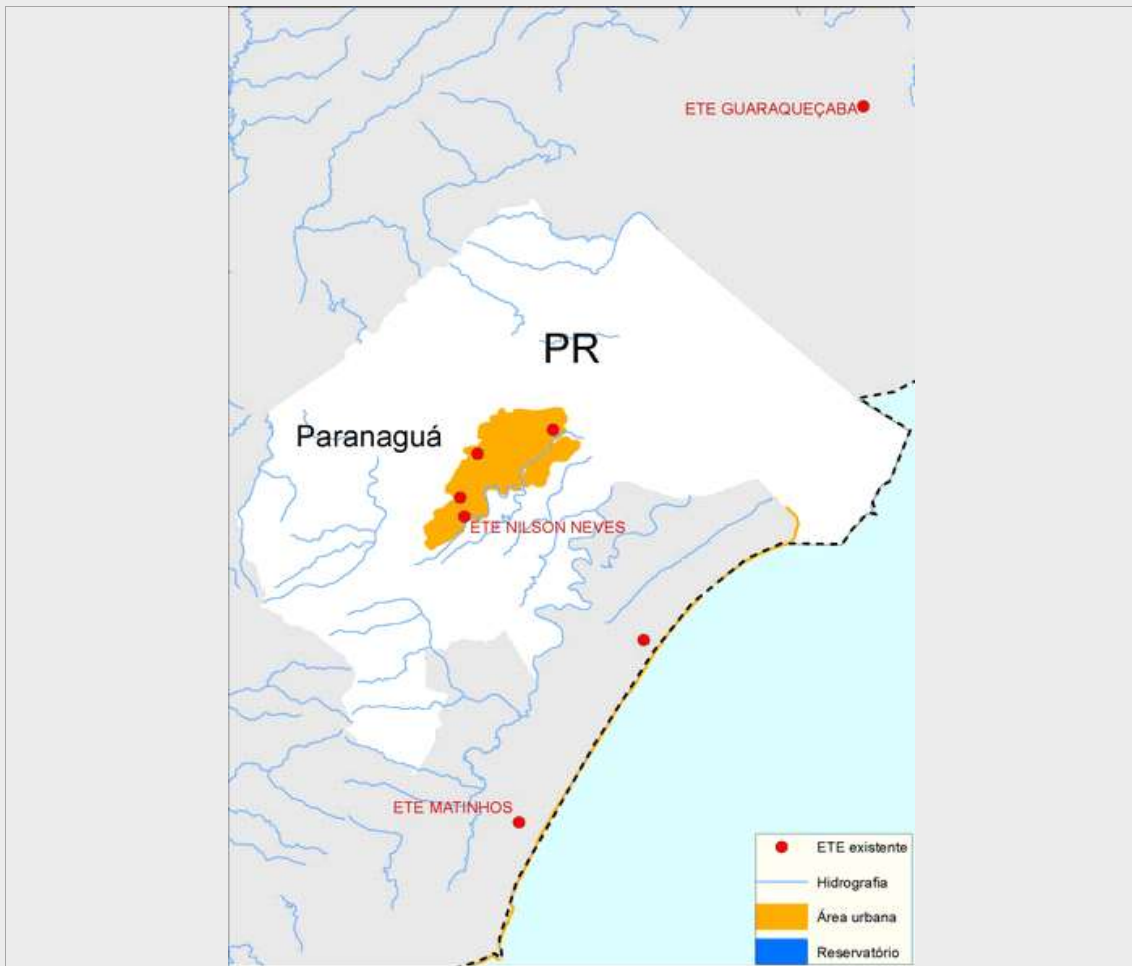 ETE GUARAQUEÇABA
PR
Paranaguá
ETE NILSON NEVES
ETE MATINHOS
ETE existente
Hidrografia
Área urbana
Reservatório